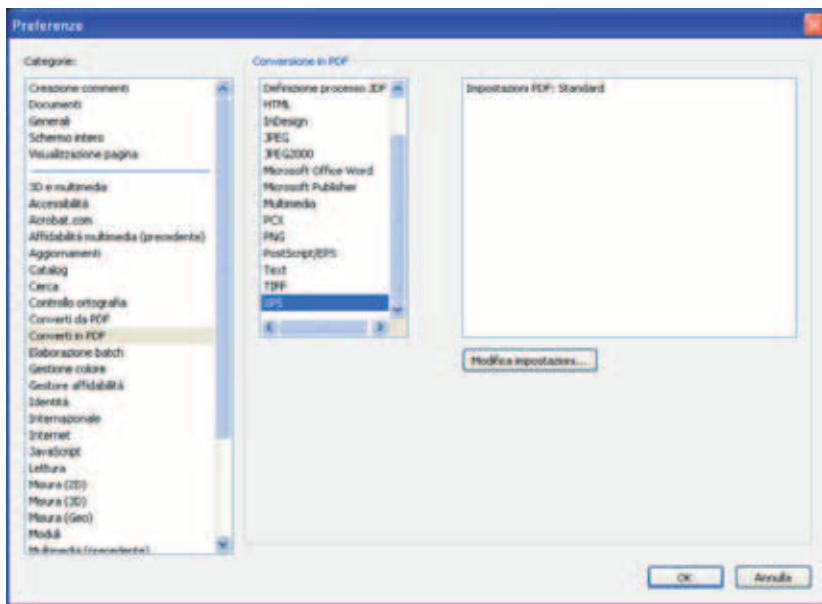 Preferenze
Categorie:
Creazione commenti
Documenti
Generali
Schermo intero
Visualizzazione pagina
3D e multimedia
Accessibilità
Acrobat.com
Affidabilità multimedia (precedente)
Aggiornamenti
Catalog
Cerca
Controllo ortografia
Converti da PDF
Converti in PDF
Elaborazione batch
Gestione colore
Gestore affidabilità
Identità
Internazionale
Internet
JavaScript
Lettura
Misura (2D)
Misura (3D)
Misura (Geo)
Moduli
Multimedia (precedente)
Conversione in PDF
Definizione processo JDF
HTML
InDesign
JPEG
JPEG2000
Microsoft Office Word
Microsoft Publisher
Multimedia
PCX
PNG
PostScript/EPS
Text
TIFF
XPS
Impostazioni PDF: Standard
Modifica impostazioni...
OK
Annulla